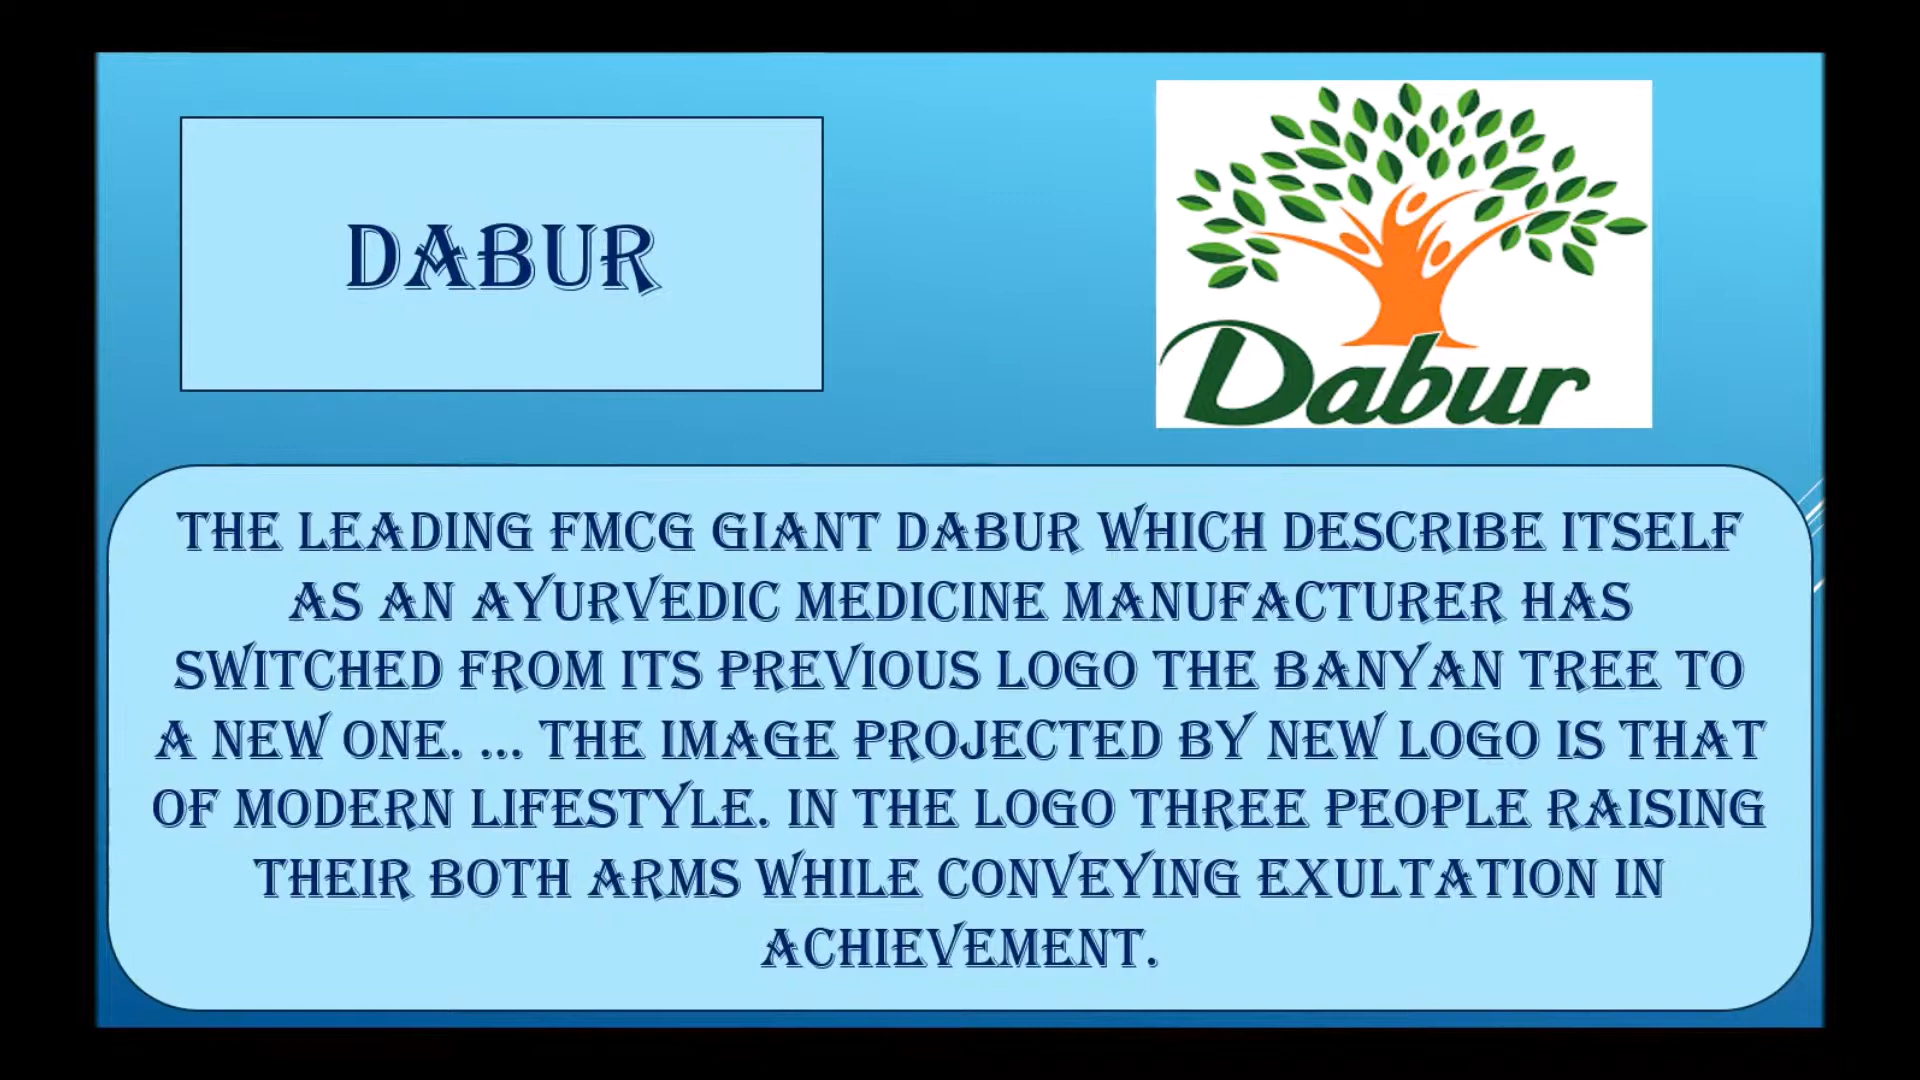 DABUR
Dabur
THE LEADING FMCG GIANT DABUR WHICH DESCRIBE ITSELF
AS AN AYURVEDIC MEDICINE MANUFACTURER HAS
SWITCHED FROM ITS PREVIOUS LOGO THE BANYAN TREE TO
A NEW ONE. ... THE IMAGE PROJECTED BY NEW LOGO IS THAT
OF MODERN LIFESTYLE. IN THE LOGO THREE PEOPLE RAISING
THEIR BOTH ARMS WHILE CONVEYING EXULTATION IN
ACHIEVEMENT.